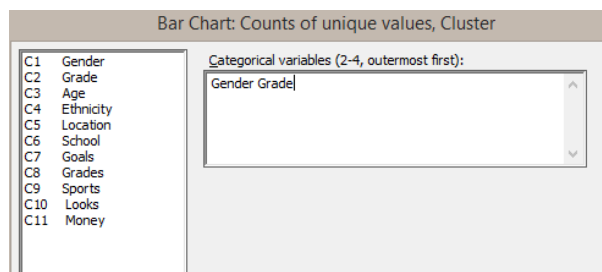 Bar Chart: Counts of unique values, Cluster
C1 Gender
C2 Grade
C3 Age
C4 Ethnicity
C5 Location
C6 School
C7 Goals
C8 Grades
C9 Sports
C10 Looks
C11 Money
Categorical variables (2-4, outermost first):
Gender Grade